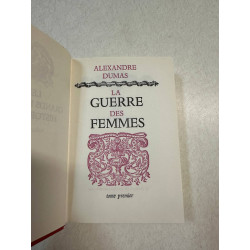 ALEXANDRE
DUMAS
LA
GUERRE
DES
FEMMES
tome premier